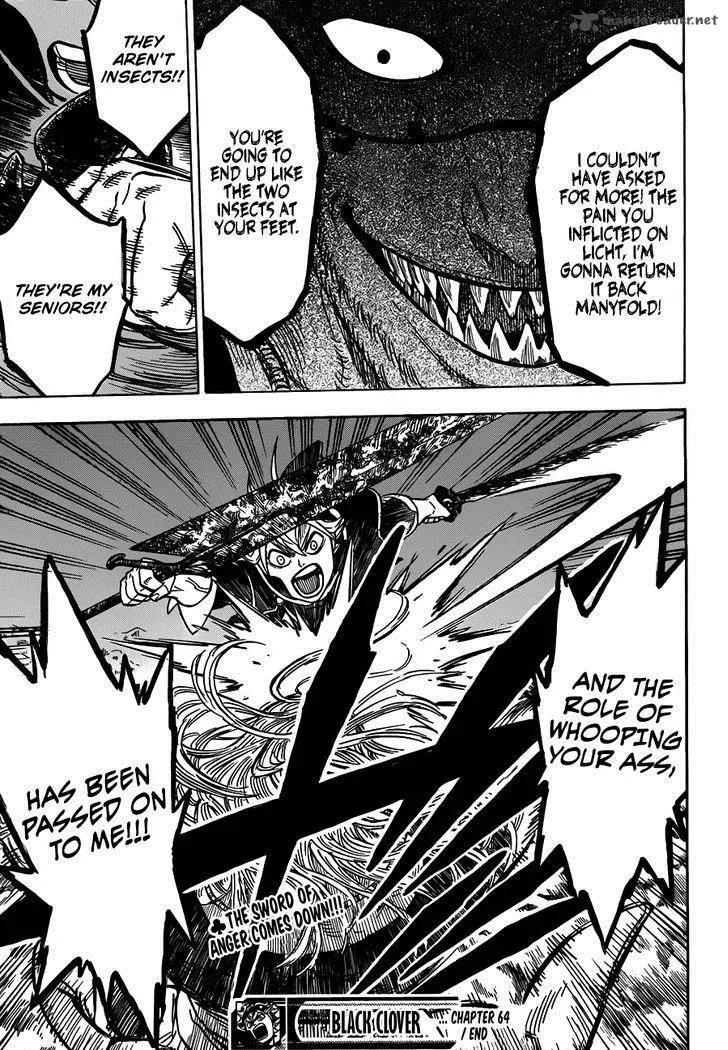 mangareader.net
I COULDN'T
HAVE ASKED
FOR MORE! THE
PAIN YOU
INFLICTED ON
LICHT, I'M
GONNA RETURN
IT BACK
MANYFOLD!
YOU'RE
GOING TO
END UP LIKE
THE TWO
INSECTS AT
YOUR FEET.
THEY
AREN'T
INSECTS!!
THEY'RE MY
SENIORS!!
AND THE
ROLE OF
WHOOPING
YOUR ASS,
HAS BEEN
PASSED ON
TO ME!!!
♣ THE SWORD OF
ANGER COMES DOWN!!!
BLACK CLOVER
CHAPTER 64
/ END